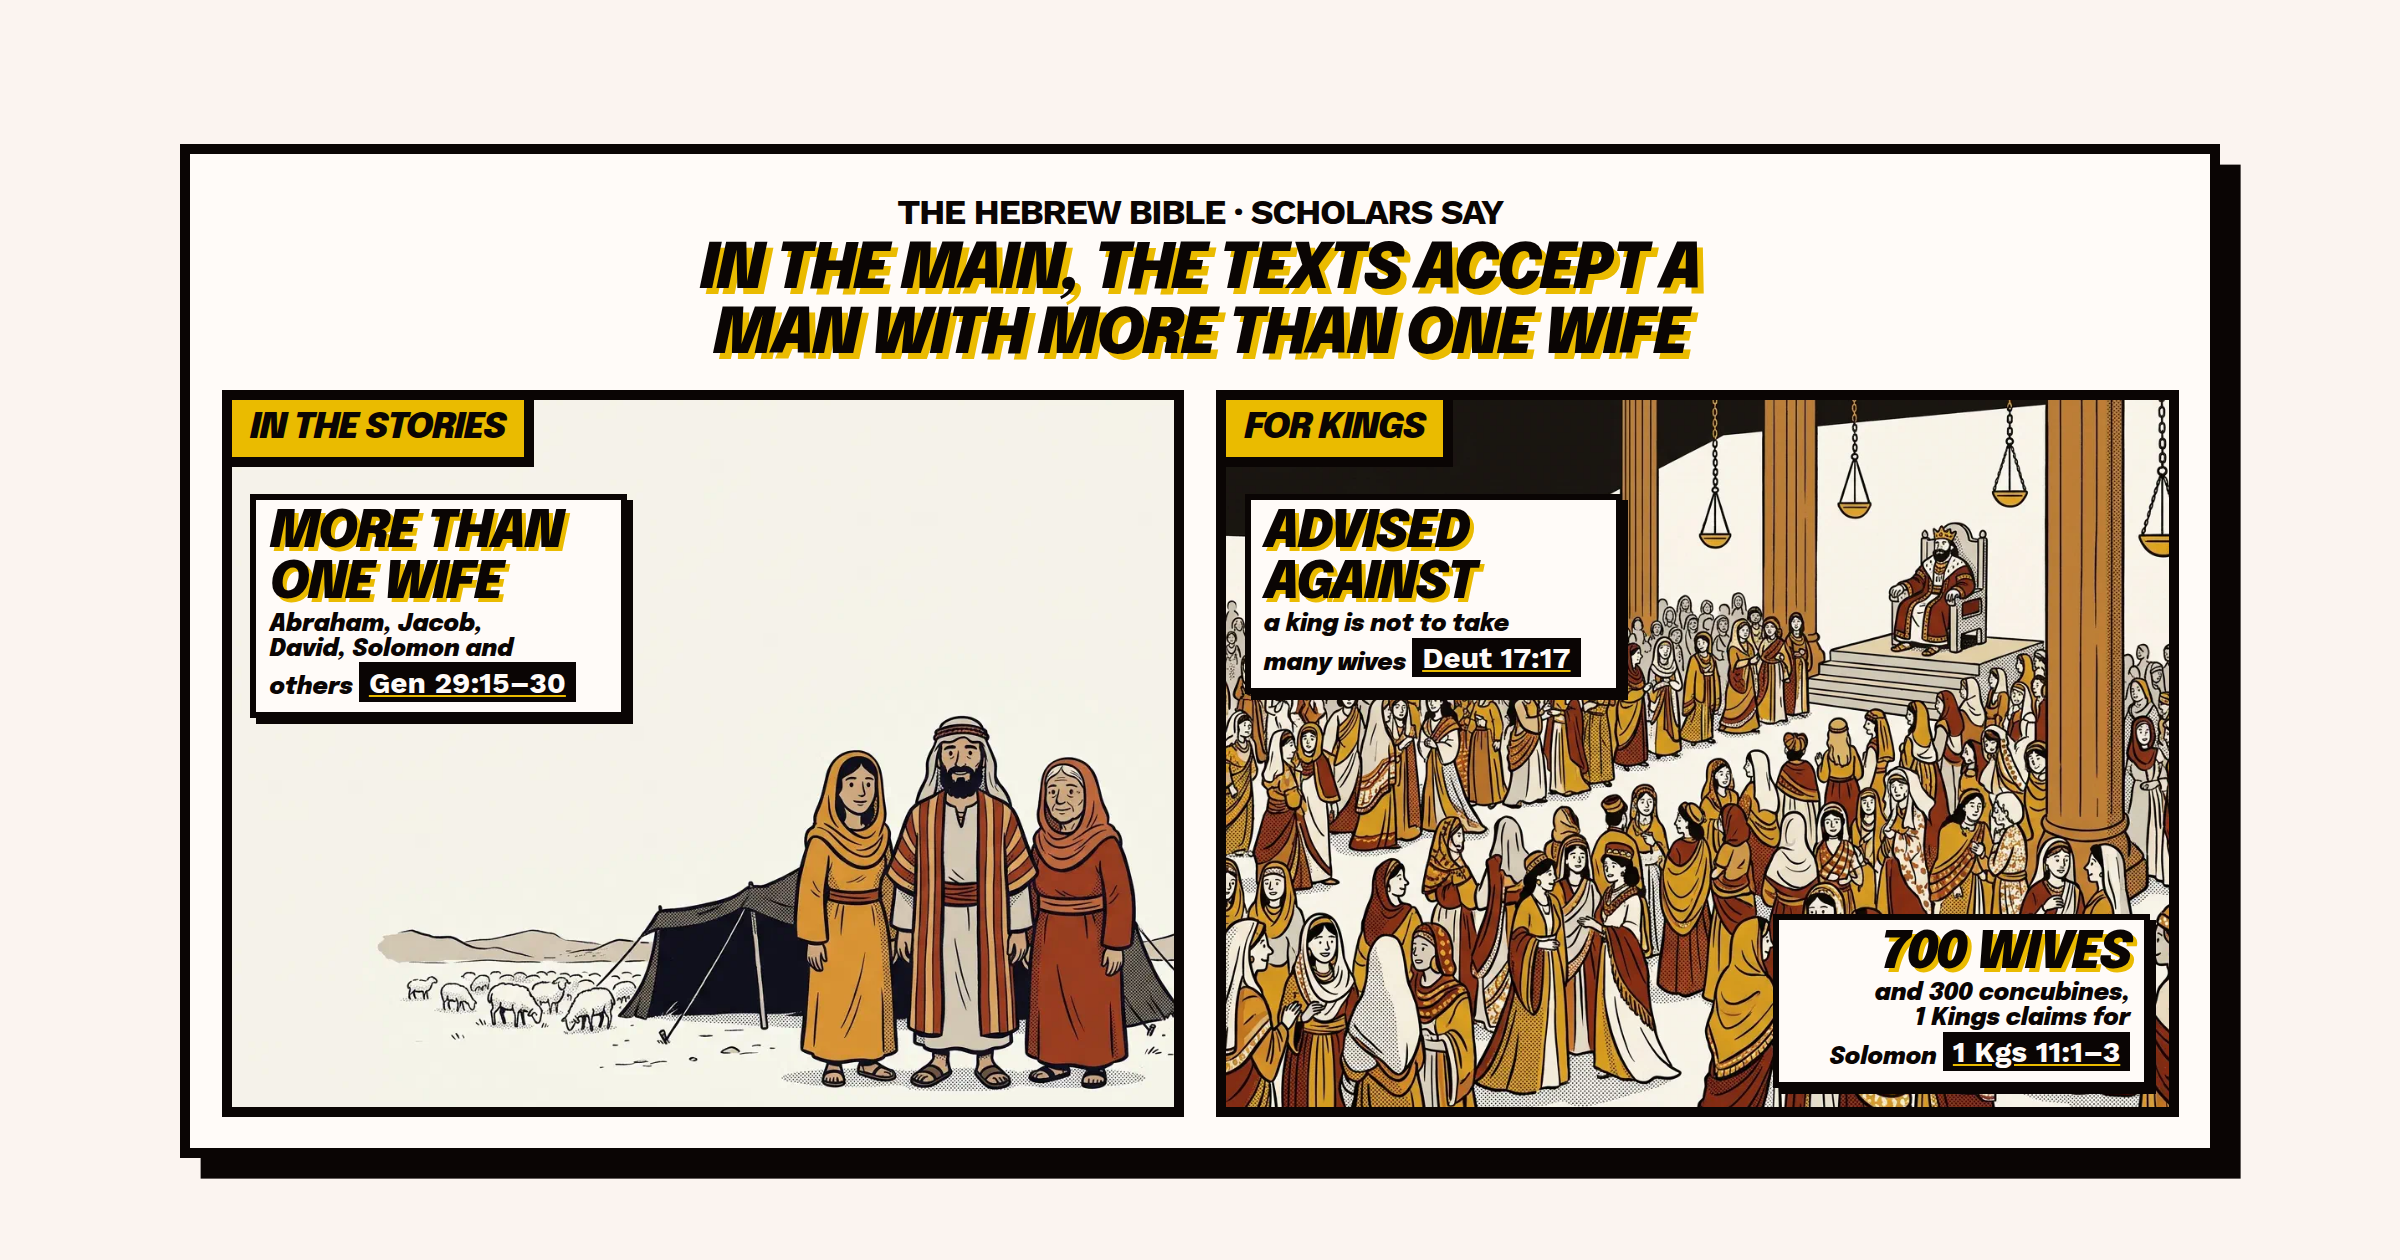 THE HEBREW BIBLE · SCHOLARS SAY
IN THE MAIN, THE TEXTS ACCEPT A
MAN WITH MORE THAN ONE WIFE
IN THE STORIES
MORE THAN
ONE WIFE
Abraham, Jacob,
David, Solomon and
others Gen 29:15–30
FOR KINGS
ADVISED
AGAINST
a king is not to take
many wives Deut 17:17
700 WIVES
and 300 concubines,
1 Kings claims for
Solomon 1 Kgs 11:1–3